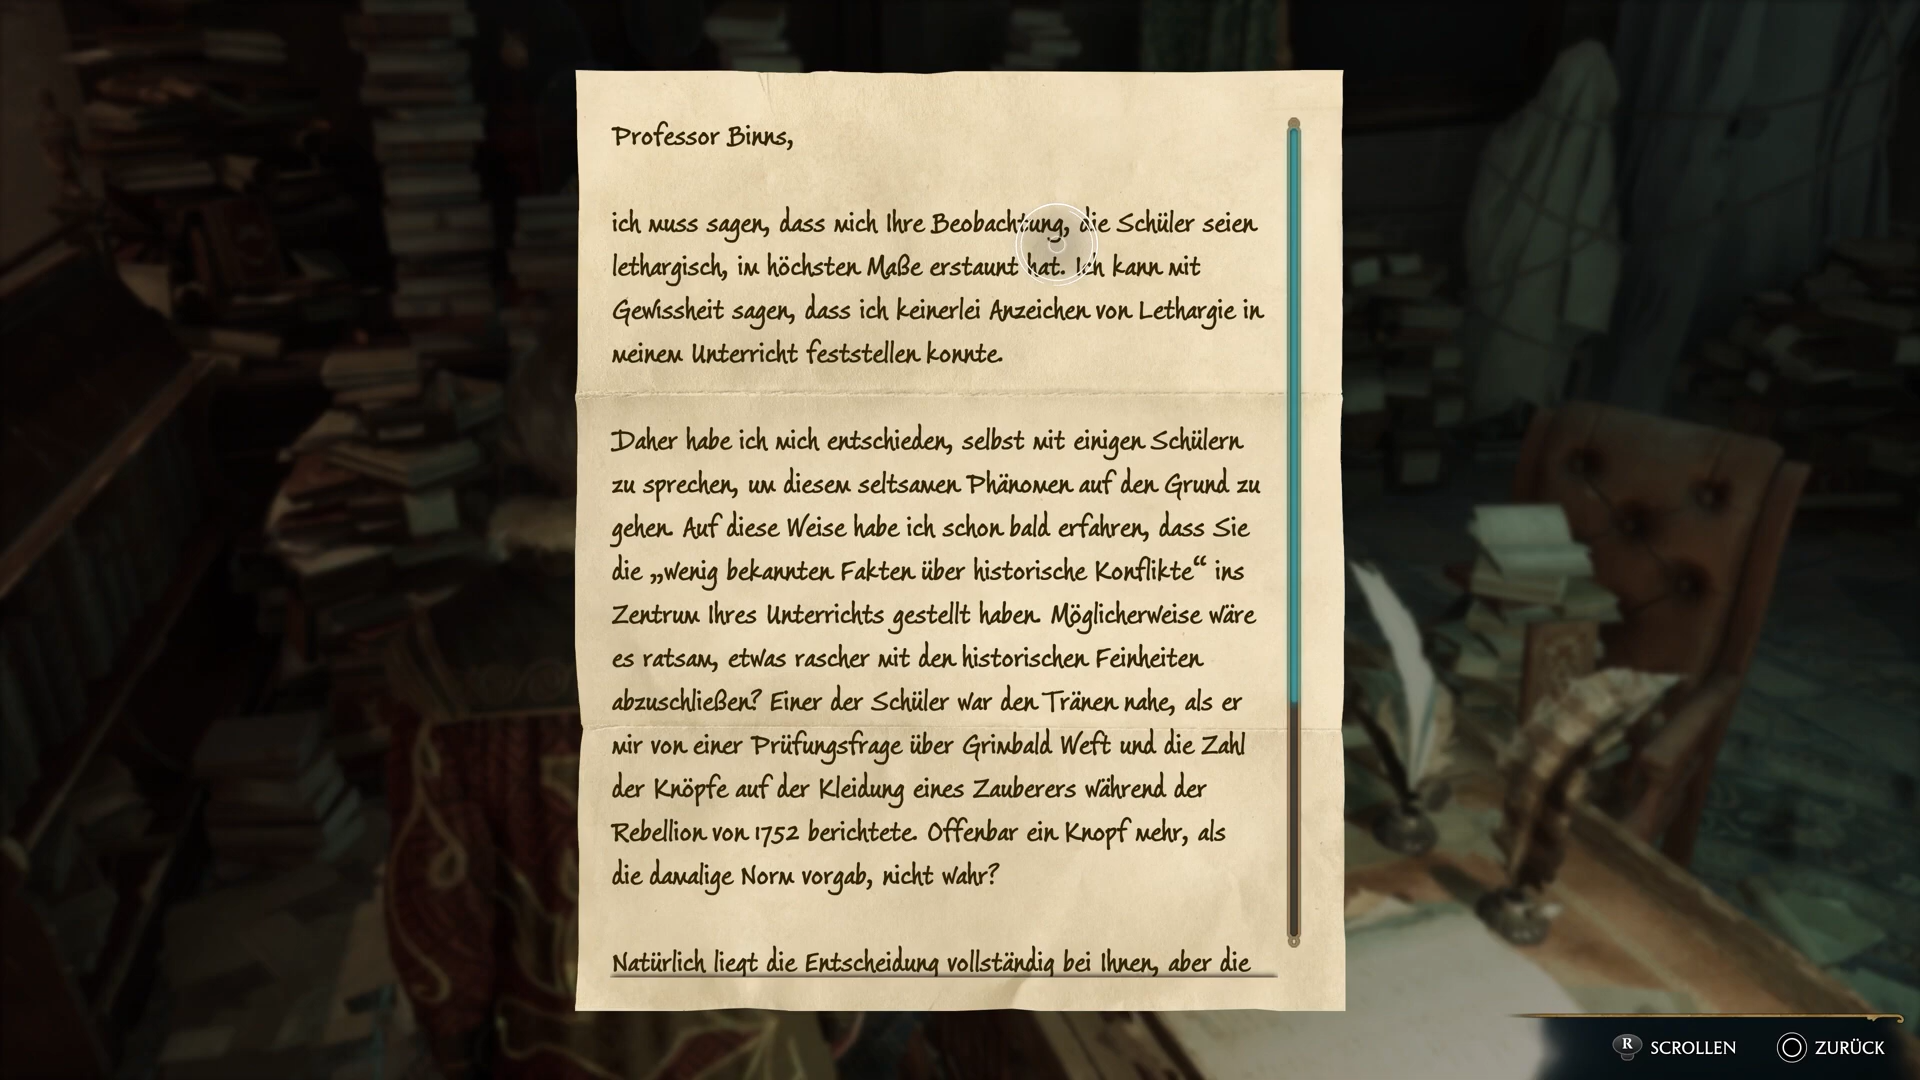 Professor Binns,
ich muss sagen, dass mich Ihre Beobachtung, die Schüler seien
lethargisch, im höchsten Maße erstaunt hat. Ich kann mit
Gewissheit sagen, dass ich keinerlei Anzeichen von Lethargie in
meinem Unterricht feststellen konnte.
Daher habe ich mich entschieden, selbst mit einigen Schülern
zu sprechen, um diesem seltsamen Phänomen auf den Grund zu
gehen. Auf diese Weise habe ich schon bald erfahren, dass Sie
die „wenig bekannten Fakten über historische Konflikte“ ins
Zentrum Ihres Unterrichts gestellt haben. Möglicherweise wäre
es ratsam, etwas rascher mit den historischen Feinheiten
abzuschließen? Einer der Schüler war den Tränen nahe, als er
mir von einer Prüfungsfrage über Grimbald Weft und die Zahl
der Knöpfe auf der Kleidung eines Zauberers während der
Rebellion von 1752 berichtete. Offenbar ein Knopf mehr, als
die damalige Norm vorgab, nicht wahr?
Natürlich liegt die Entscheidung vollständig bei Ihnen, aber die
R SCROLLEN ZURÜCK